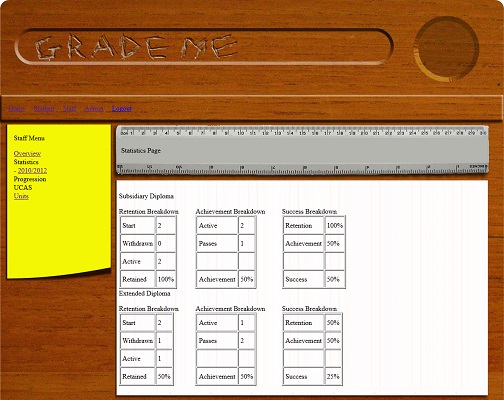 GRADE ME
Home Student Staff Admin Logout
Staff Menu
Overview
Statistics
- 2010/2012
Progression
UCAS
Units
Statistics Page
Subsidiary Diploma
Retention Breakdown Achievement Breakdown Success Breakdown
Start 2 Active 2 Retention 100%
Withdrawn 0 Passes 1 Achievement 50%
Active 2
Retained 100% Achievement 50% Success 50%
Extended Diploma
Retention Breakdown Achievement Breakdown Success Breakdown
Start 2 Active 1 Retention 50%
Withdrawn 1 Passes 2 Achievement 50%
Active 1
Retained 50% Achievement 50% Success 25%